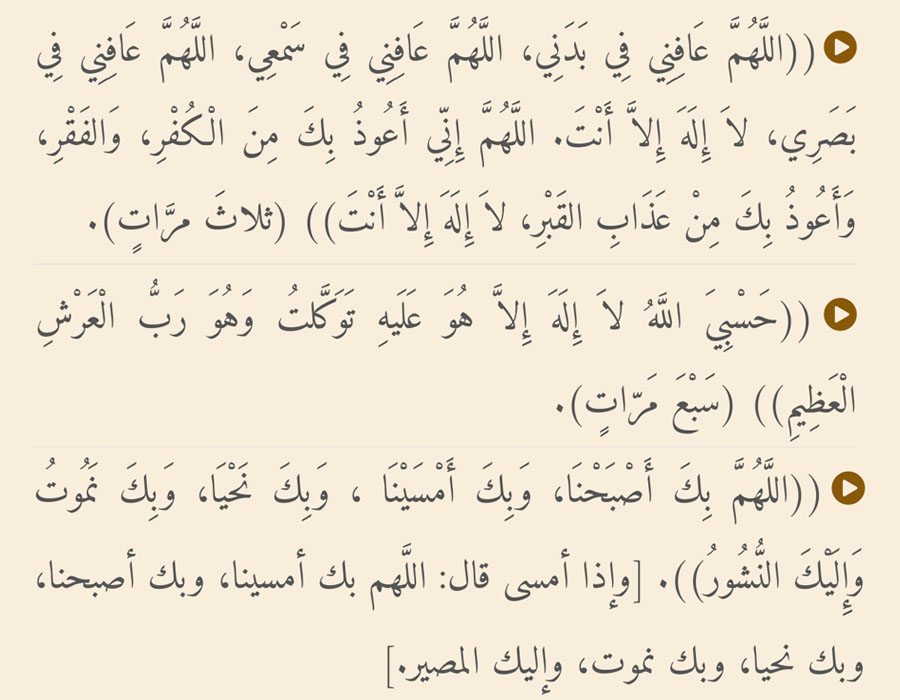 ((اللَّهُمَّ عَافِنِي فِي بَدَنِي، اللَّهُمَّ عَافِنِي فِي سَمْعِي، اللَّهُمَّ عَافِنِي فِي
بَصَرِي، لاَ إِلَهَ إِلاَّ أَنْتَ. اللَّهُمَّ إِنِّي أَعُوذُ بِكَ مِنَ الْكُفْرِ، وَالفَقْرِ،
وَأَعُوذُ بِكَ مِنْ عَذَابِ القَبْرِ، لاَ إِلَهَ إِلاَّ أَنْتَ)) (ثلاثَ مرَّاتٍ).
((حَسْبِيَ اللَّهُ لاَ إِلَهَ إِلاَّ هُوَ عَلَيهِ تَوَكَّلتُ وَهُوَ رَبُّ الْعَرْشِ
الْعَظِيمِ)) (سَبْعَ مَرّاتٍ).
((اللَّهُمَّ بِكَ أَصْبَحْنَا، وَبِكَ أَمْسَيْنَا ، وَبِكَ نَحْيَا، وَبِكَ نَمُوتُ
وَإِلَيْكَ النُّشُورُ)). [وإذا أمسى قال: اللَّهم بك أمسينا، وبك أصبحنا،
وبك نحيا، وبك نموت، وإليك المصير.]